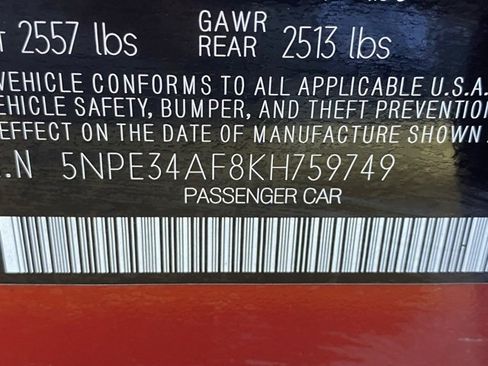 2557 lbs GAWR REAR 2513 lbs
VEHICLE CONFORMS TO ALL APPLICABLE U.S.A.
VEHICLE SAFETY, BUMPER, AND THEFT PREVENTION
EFFECT ON THE DATE OF MANUFACTURE SHOWN
.N 5NPE34AF8KH759749
PASSENGER CAR